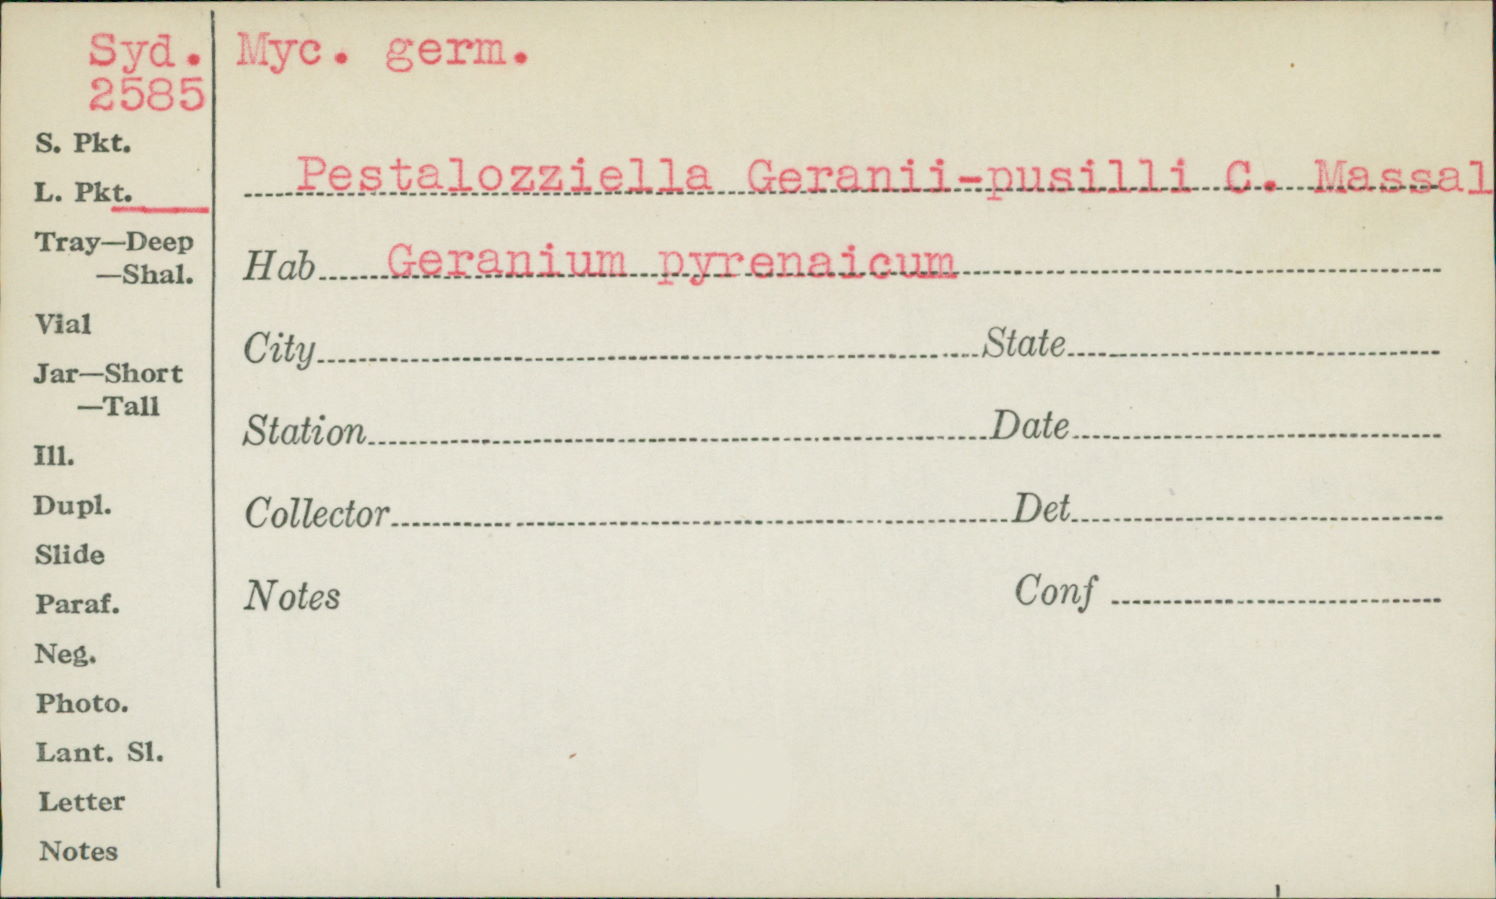 Syd.
2585
Myc. germ.
S. Pkt.
L. Pkt.
Tray—Deep
—Shal.
Vial
Jar—Short
—Tall
Ill.
Dupl.
Slide
Paraf.
Neg.
Photo.
Lant. Sl.
Letter
Notes
Pestalozziella Geranii-pusilli C. Massal
Hab Geranium pyrenaicum
City State
Station Date
Collector Det
Notes Conf